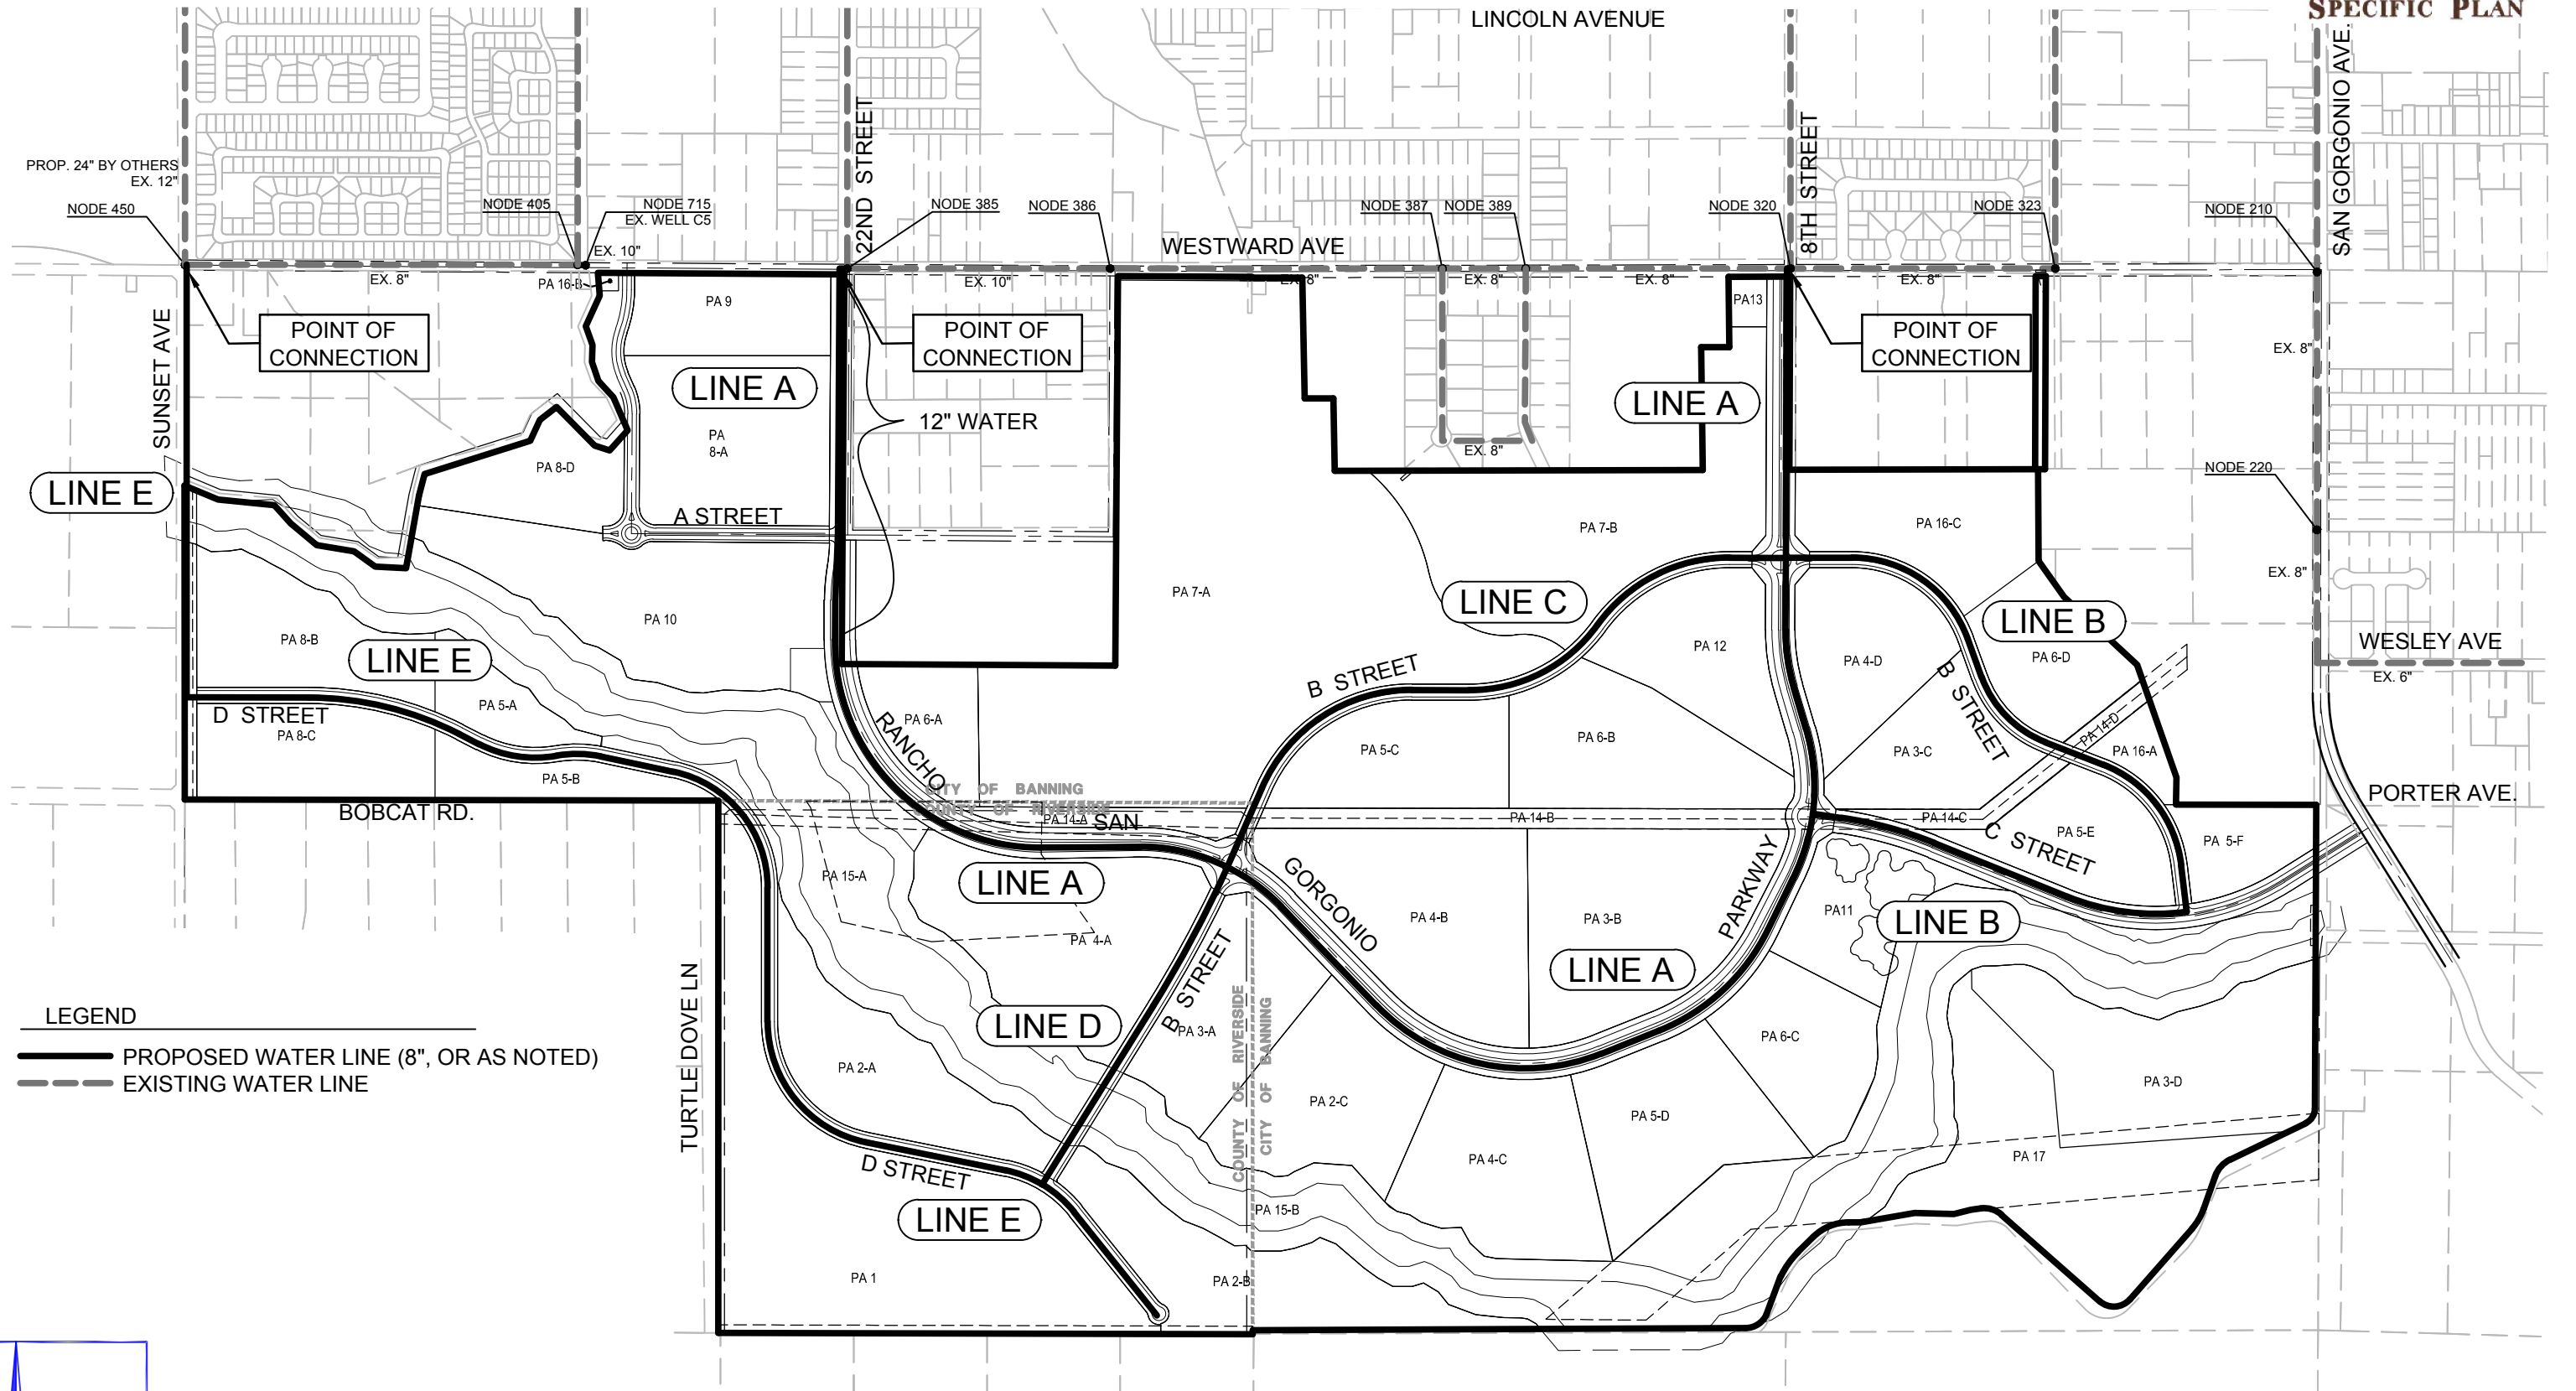 SPECIFIC PLAN
LINCOLN AVENUE
SAN GORGONIO AVE.
22ND STREET
8TH STREET
PROP. 24" BY OTHERS
EX. 12"
NODE 450
NODE 405
NODE 715
EX. WELL C5
NODE 385
NODE 386
NODE 387
NODE 389
NODE 320
NODE 323
NODE 210
EX. 10"
WESTWARD AVE
EX. 8"
PA 16-B
EX. 10"
EX. 8"
EX. 8"
EX. 8"
EX. 8"
PA 9
PA13
POINT OF
CONNECTION
POINT OF
CONNECTION
POINT OF
CONNECTION
EX. 8"
SUNSET AVE
LINE A
LINE A
12" WATER
PA
8-A
EX. 8"
PA 8-D
NODE 220
LINE E
A STREET
PA 7-B
PA 16-C
EX. 8"
PA 7-A
LINE C
PA 10
LINE B
PA 8-B
LINE E
PA 12
PA 4-D
PA 6-D
WESLEY AVE
EX. 6"
B STREET
B STREET
D STREET
PA 8-C
PA 5-A
RANCHO
PA 6-A
PA 5-C
PA 6-B
PA 3-C
PA 14-D
PA 16-A
PA 5-B
CITY OF BANNING
COUNTY OF RIVERSIDE
BOBCAT RD.
PORTER AVE.
PA 14-A
SAN
PA 14-B
PA 14-C
C STREET
PA 5-E
PA 5-F
PA 15-A
LINE A
GORGONIO
PARKWAY
PA 4-B
PA 3-B
PA11
LINE B
PA 4-A
LINE A
B STREET
LINE D
PA 3-A
COUNTY OF RIVERSIDE
CITY OF BANNING
PA 6-C
TURTLE DOVE LN
LEGEND
PROPOSED WATER LINE (8", OR AS NOTED)
EXISTING WATER LINE
PA 2-A
PA 2-C
PA 5-D
PA 3-D
PA 4-C
PA 17
D STREET
LINE E
PA 15-B
PA 1
PA 2-B